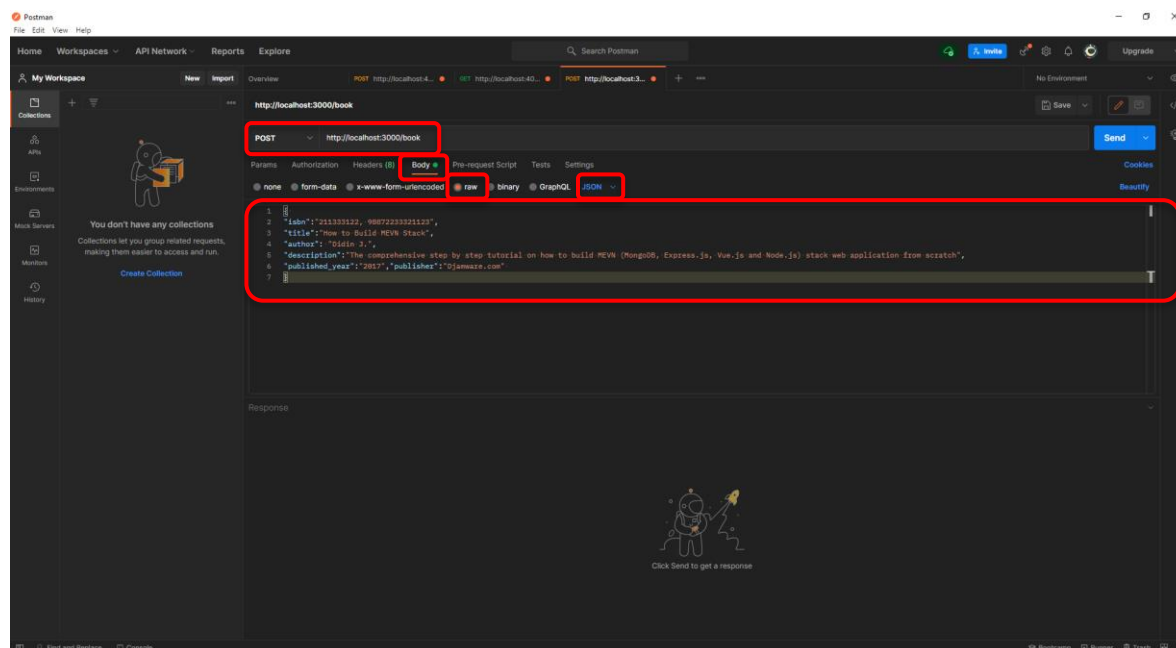 Postman
File Edit View Help
Home Workspaces API Network Reports Explore Search Postman Invite Upgrade
My Workspace New Import Overview POST http://localhost:4... GET http://localhost:40... POST http://localhost:3... No Environment
Collections
APIs
Environments
Mock Servers
Monitors
History
You don't have any collections
Collections let you group related requests,
making them easier to access and run.
Create Collection
http://localhost:3000/book Save
POST http://localhost:3000/book Send
Params Authorization Headers (8) Body Pre-request Script Tests Settings Cookies
none form-data x-www-form-urlencoded raw binary GraphQL JSON Beautify
1 {
2 "isbn":"211333122, 98872233321123",
3 "title":"How to Build MEVN Stack",
4 "author": "Didin J.",
5 "description":"The comprehensive step by step tutorial on how to build MEVN (MongoDB, Express.js, Vue.js and Node.js) stack web application from scratch",
6 "published_year":"2017","publisher":"Djamware.com"
7 }
Response
Click Send to get a response
Find and Replace Console Bootcamp Runner Trash